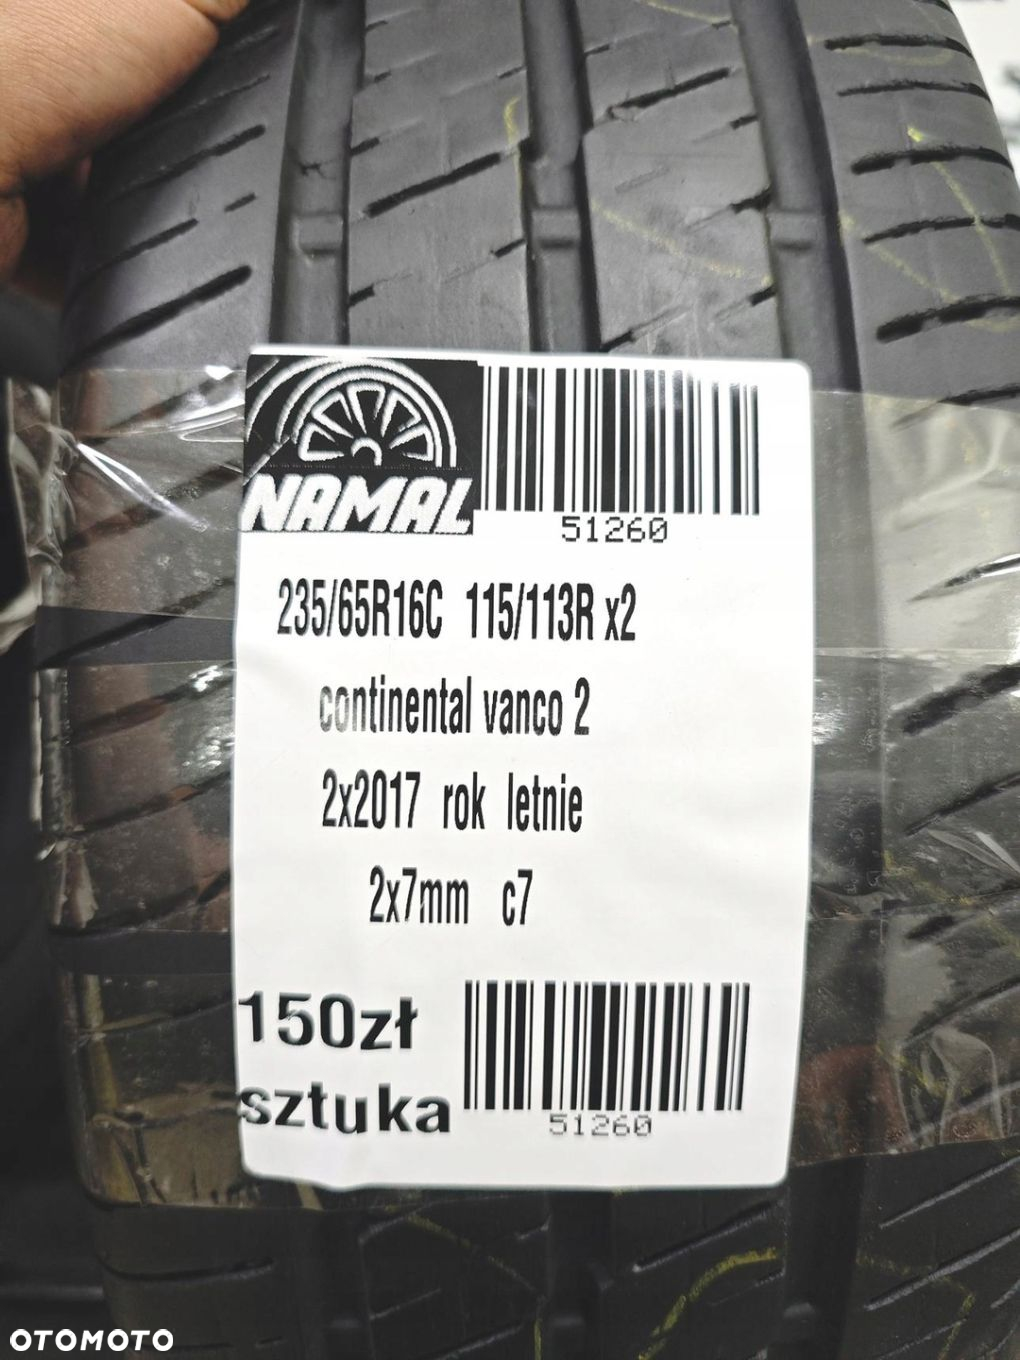 NAMAL
51260
235/65R16C 115/113R x2
continental vanco 2
2x2017 rok letnie
2x7mm c7
150zł
sztuka
51260
OTOMOTO